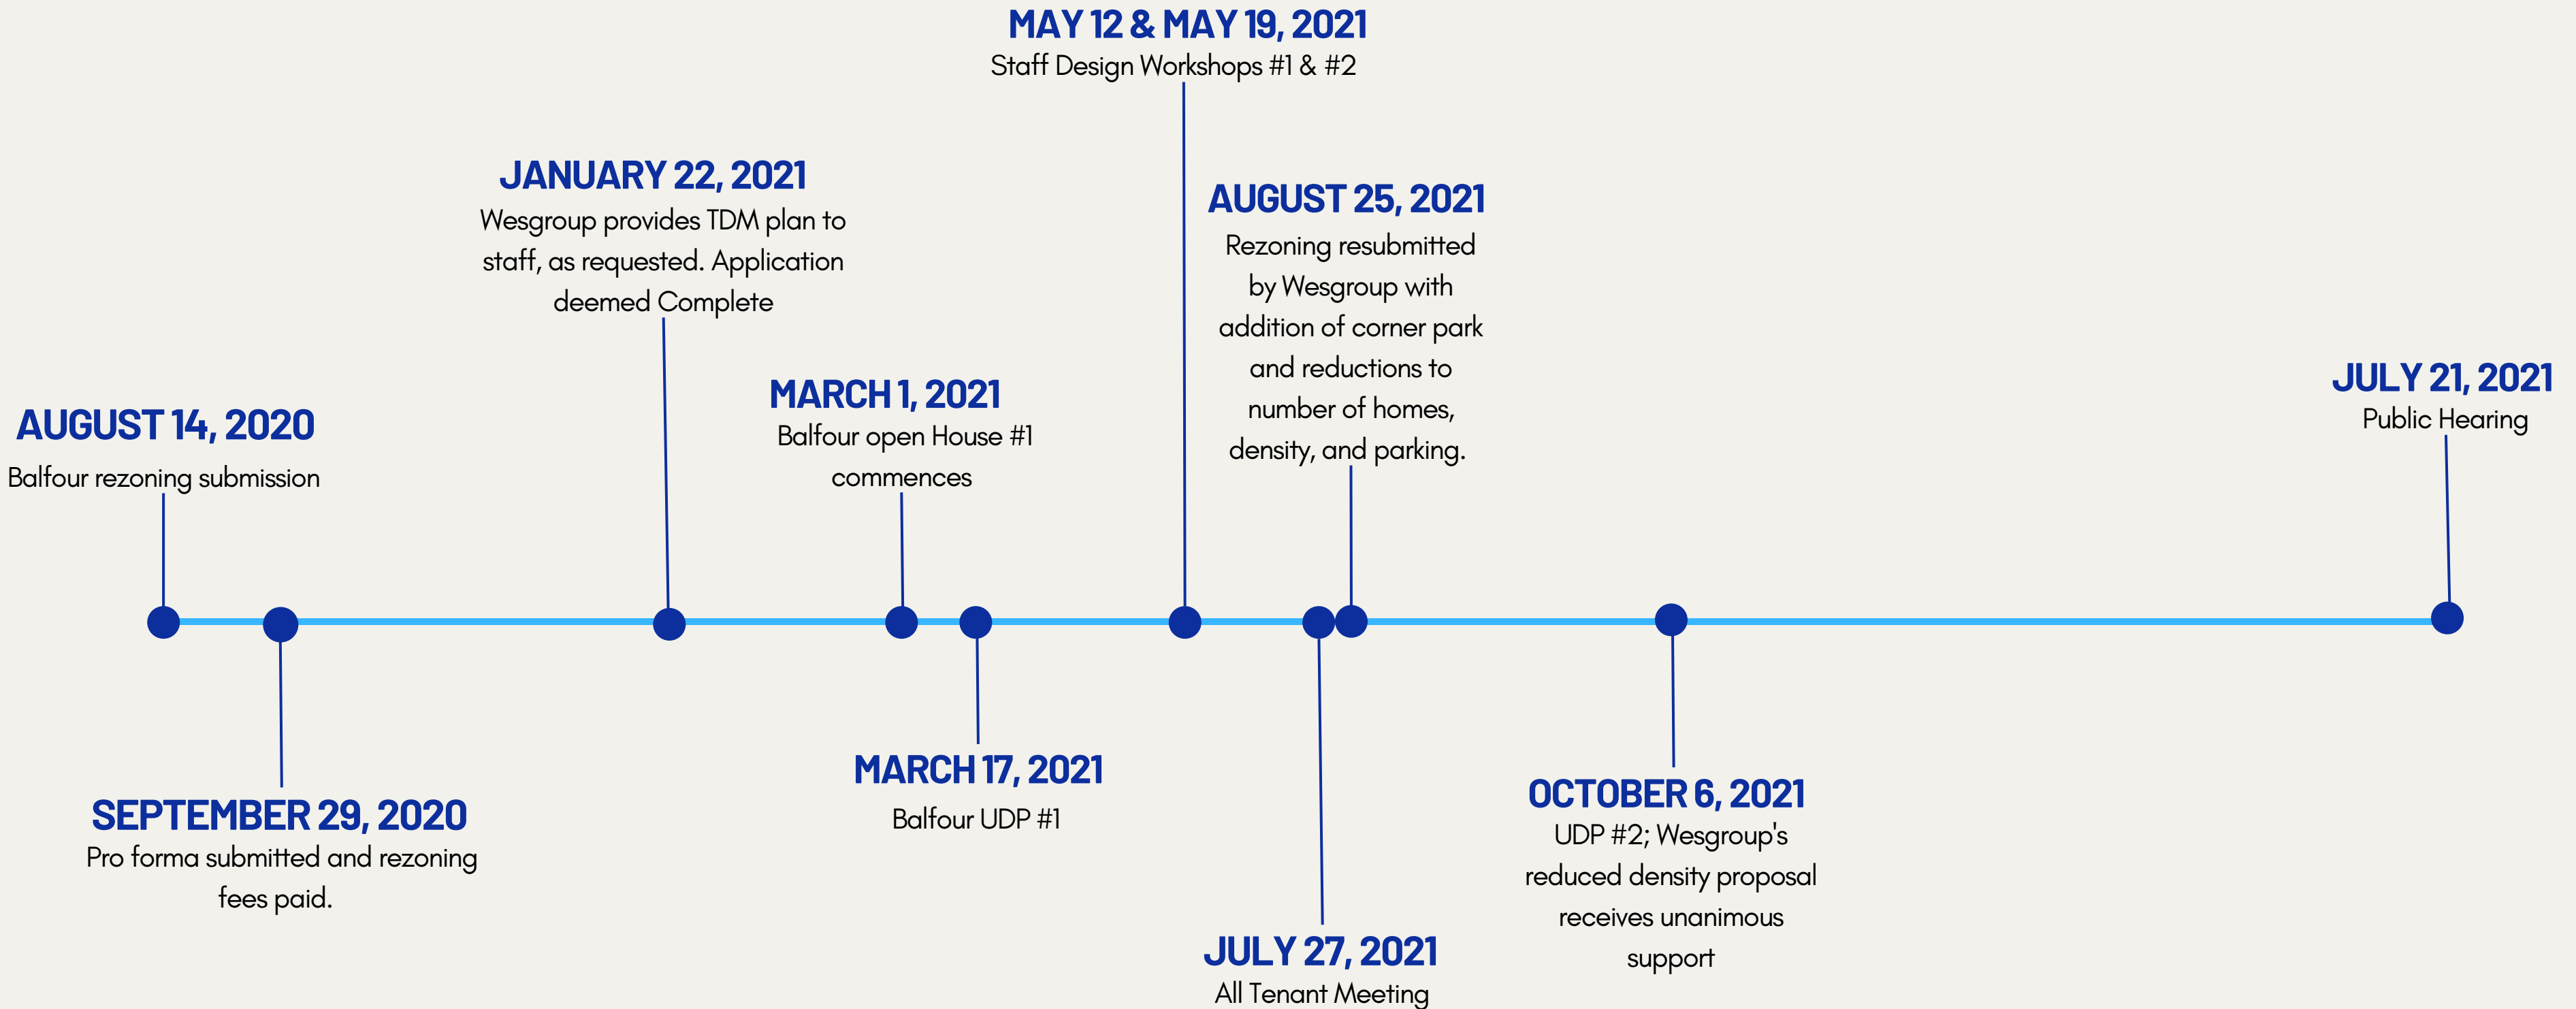 AUGUST 14, 2020
Balfour rezoning submission
SEPTEMBER 29, 2020
Pro forma submitted and rezoning
fees paid.
JANUARY 22, 2021
Wesgroup provides TDM plan to
staff, as requested. Application
deemed Complete
MARCH 1, 2021
Balfour open House #1
commences
MARCH 17, 2021
Balfour UDP #1
MAY 12 & MAY 19, 2021
Staff Design Workshops #1 & #2
JULY 27, 2021
All Tenant Meeting
AUGUST 25, 2021
Rezoning resubmitted
by Wesgroup with
addition of corner park
and reductions to
number of homes,
density, and parking.
OCTOBER 6, 2021
UDP #2; Wesgroup's
reduced density proposal
receives unanimous
support
JULY 21, 2021
Public Hearing